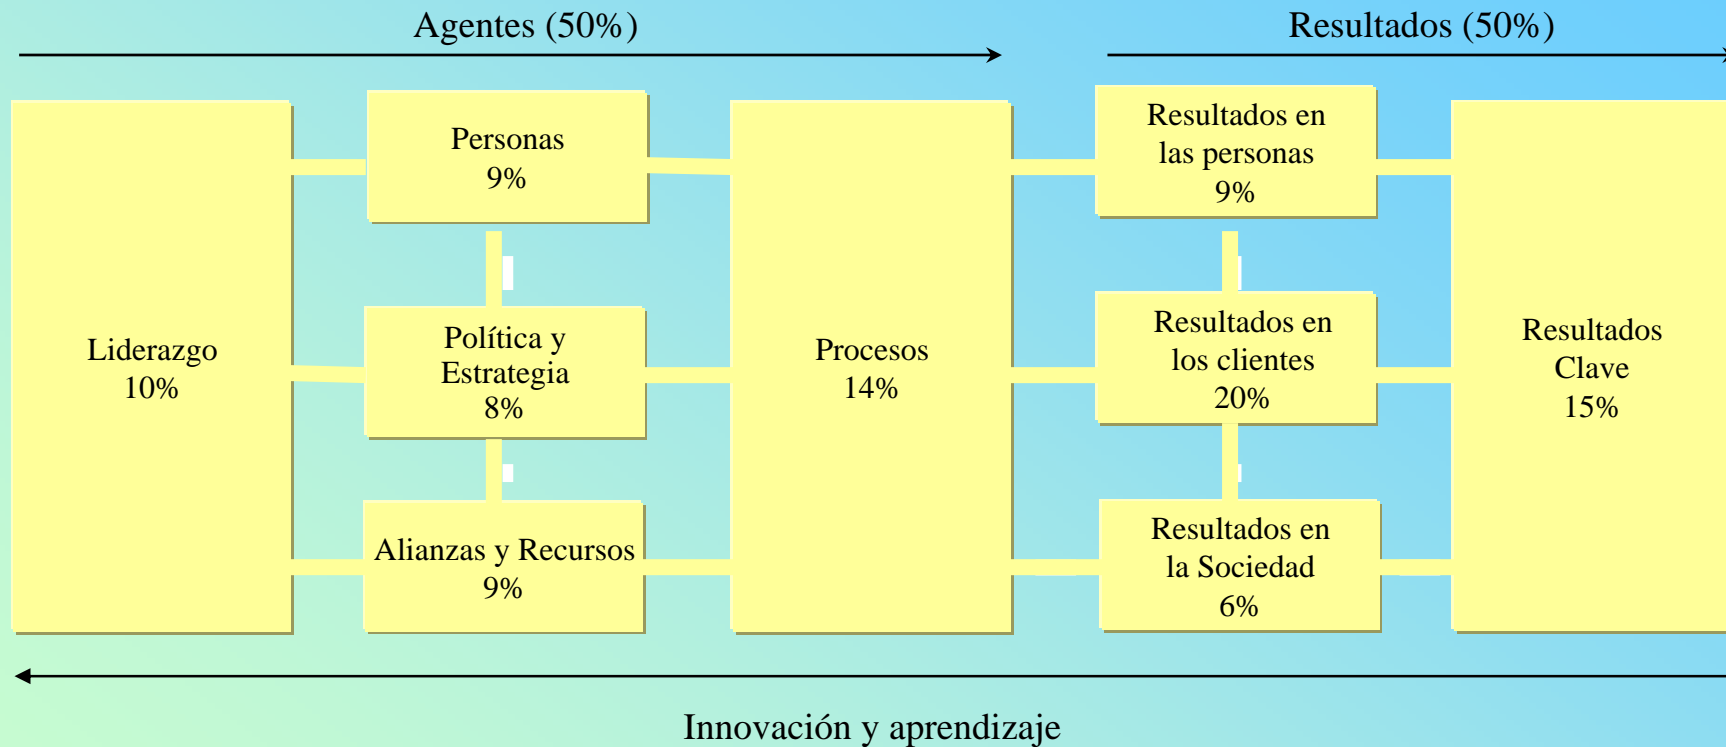 Agentes (50%)
Resultados (50%)
Liderazgo
10%
Personas
9%
Política y
Estrategia
8%
Alianzas y Recursos
9%
Procesos
14%
Resultados en
las personas
9%
Resultados en
los clientes
20%
Resultados en
la Sociedad
6%
Resultados
Clave
15%
Innovación y aprendizaje